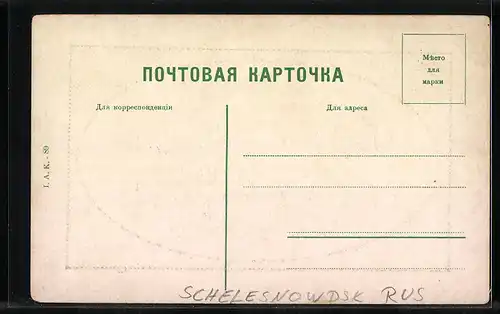 Мѣсто
для
марки
ПОЧТОВАЯ КАРТОЧКА
Для корреспонденціи
Для адреса
I. A. K. - 89
SCHELESNOWDSK RUS